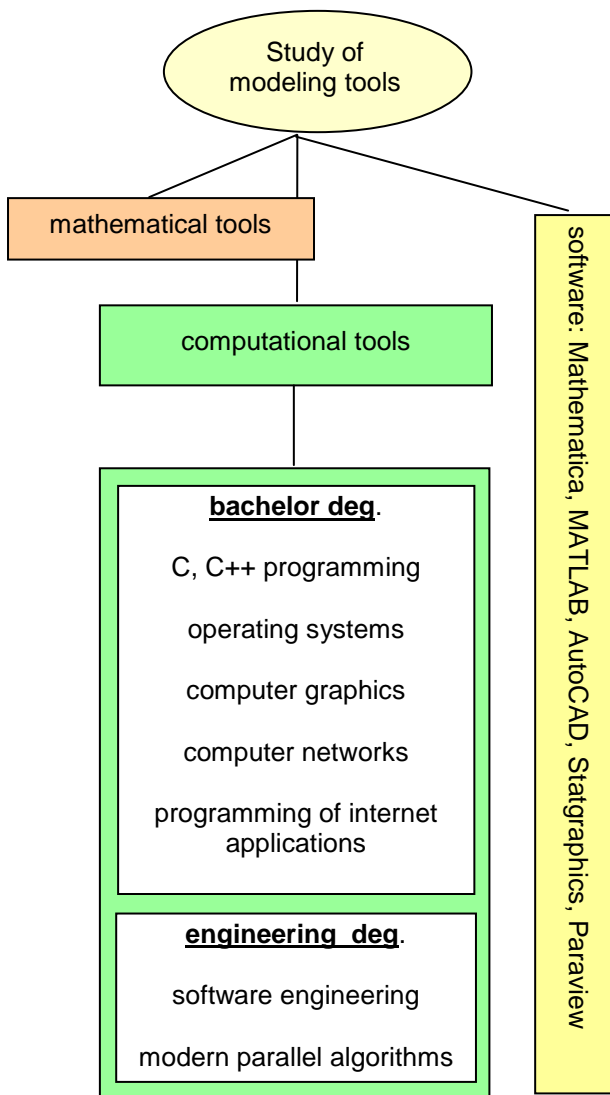 Study of
modeling tools
mathematical tools
computational tools
bachelor deg.
C, C++ programming
operating systems
computer graphics
computer networks
programming of internet
applications
engineering deg.
software engineering
modern parallel algorithms
software: Mathematica, MATLAB, AutoCAD, Statgraphics, Paraview